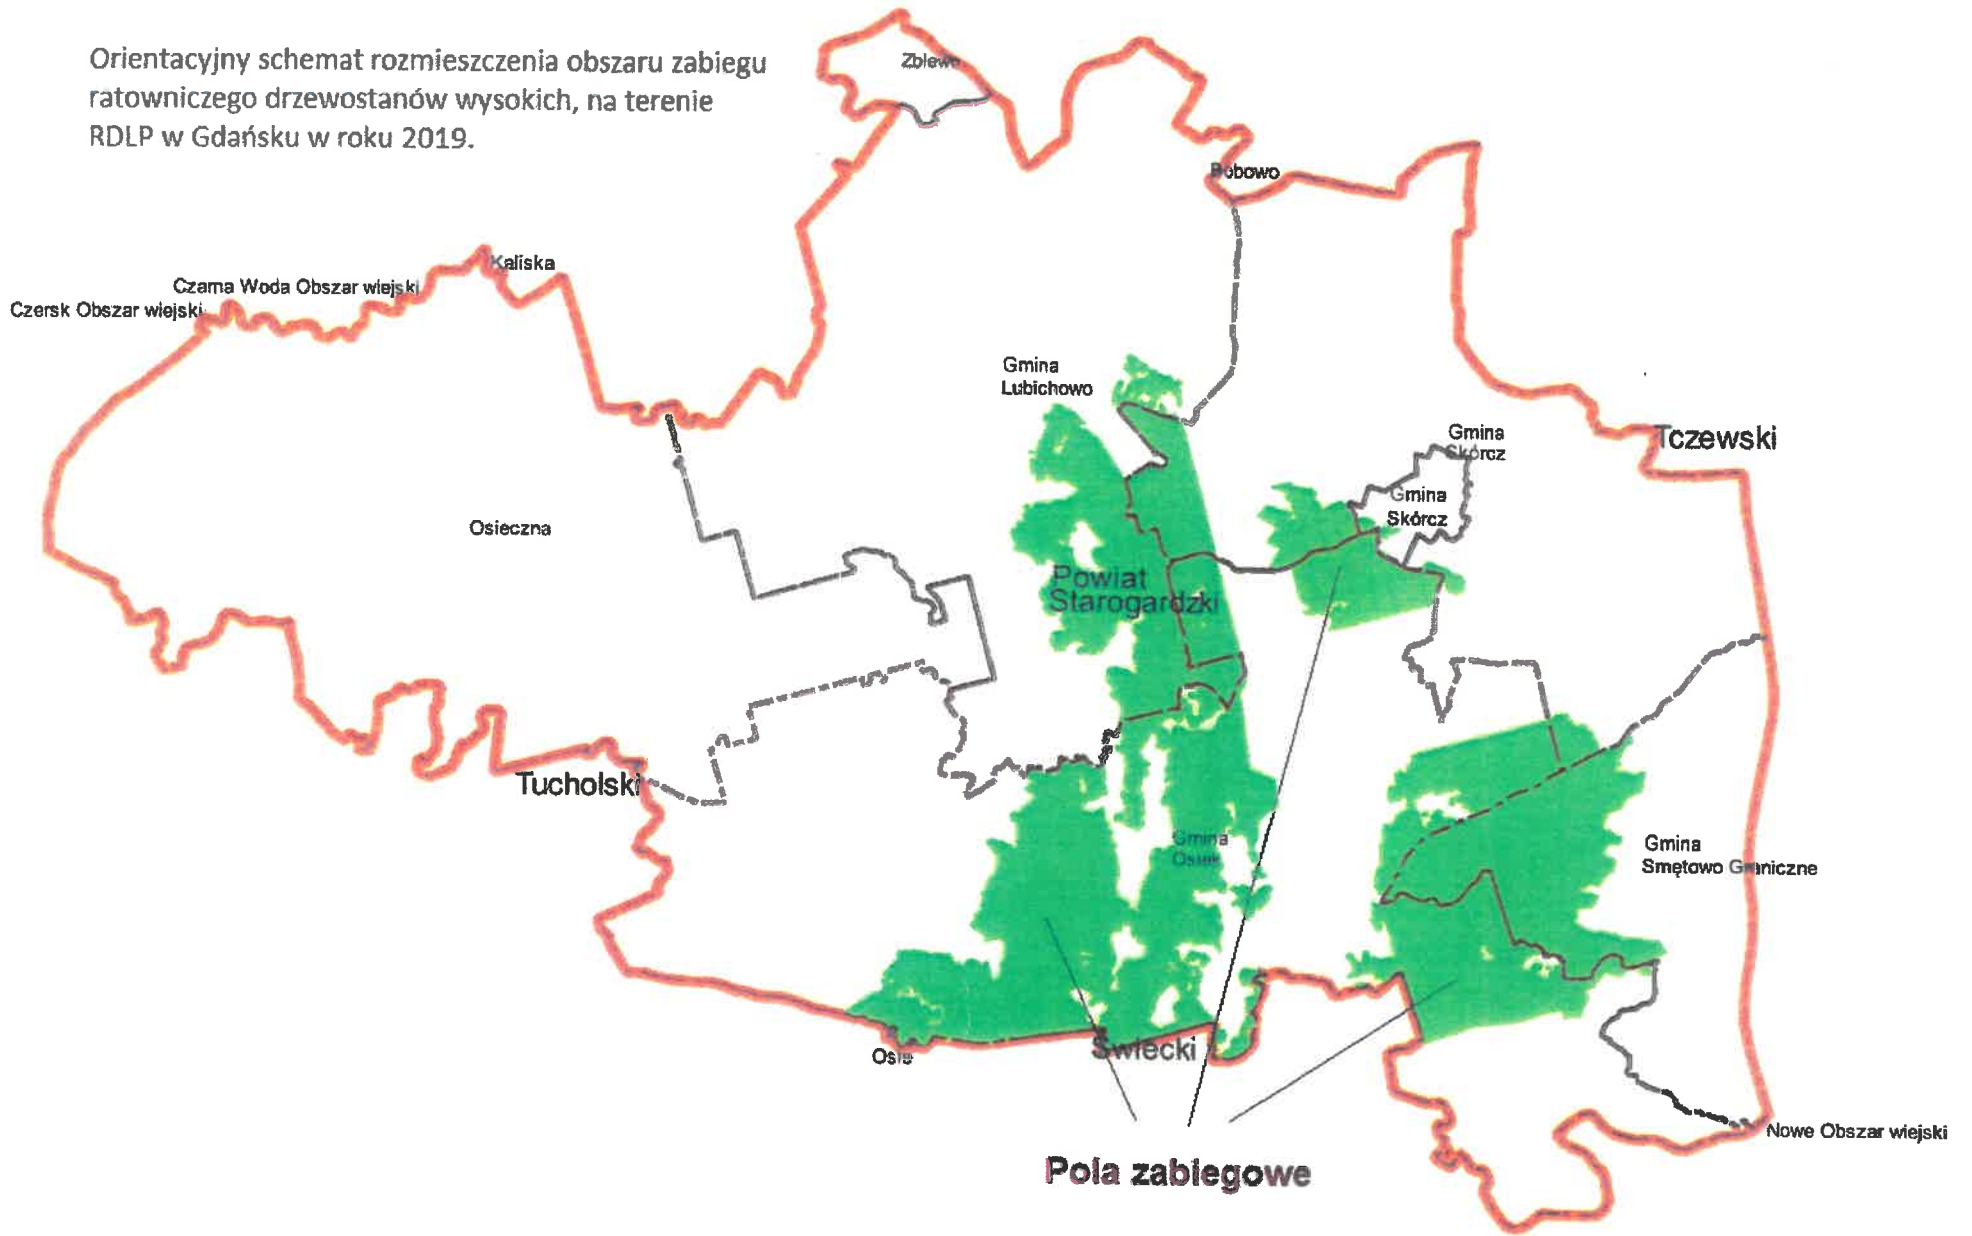 Orientacyjny schemat rozmieszczenia obszaru zabiegu
ratowniczego drzewostanów wysokich, na terenie
RDLP w Gdańsku w roku 2019.
Zblewo
Bobowo
Kaliska
Czarna Woda Obszar wiejski
Czersk Obszar wiejski
Gmina
Lubichowo
Gmina
Skórcz
Tczewski
Gmina
Skórcz
Osieczna
Powiat
Starogardzki
Tucholski
Gmina
Osiek
Gmina
Smętowo Graniczne
Osie
Świecki
Nowe Obszar wiejski
Pola zabiegowe